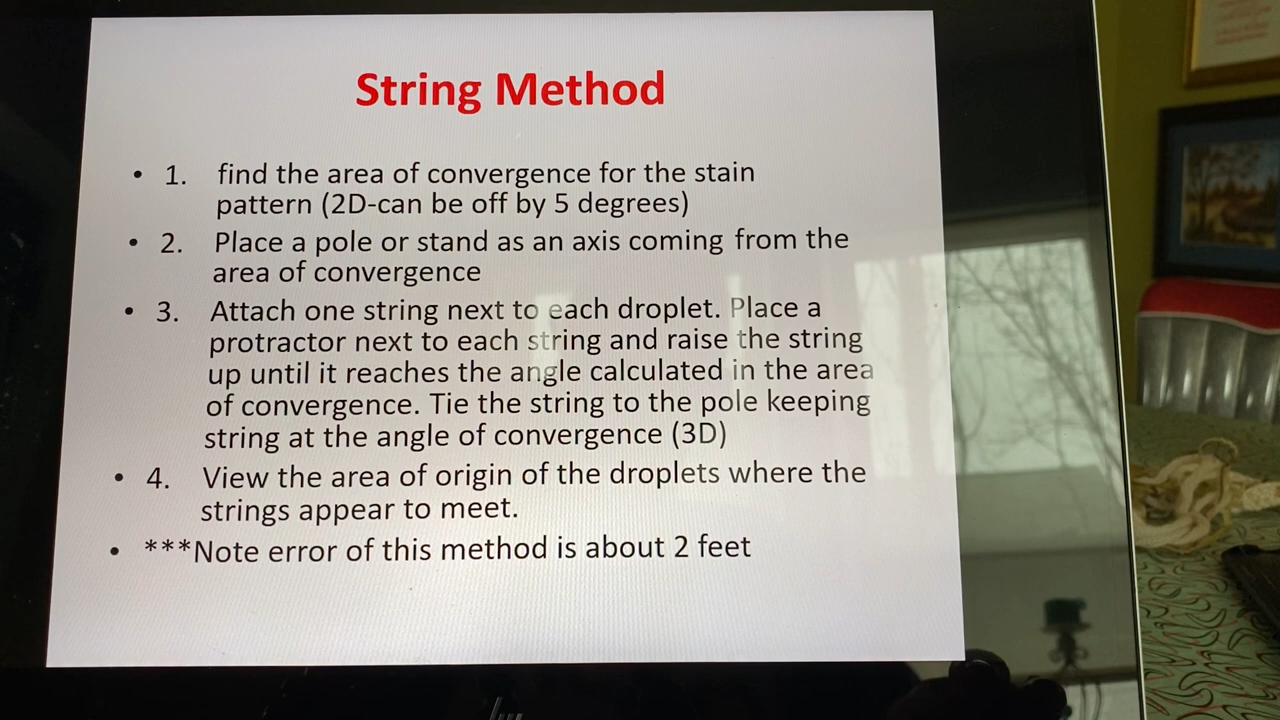 String Method
• 1. find the area of convergence for the stain
pattern (2D-can be off by 5 degrees)
• 2. Place a pole or stand as an axis coming from the
area of convergence
• 3. Attach one string next to each droplet. Place a
protractor next to each string and raise the string
up until it reaches the angle calculated in the area
of convergence. Tie the string to the pole keeping
string at the angle of convergence (3D)
• 4. View the area of origin of the droplets where the
strings appear to meet.
• ***Note error of this method is about 2 feet
hp